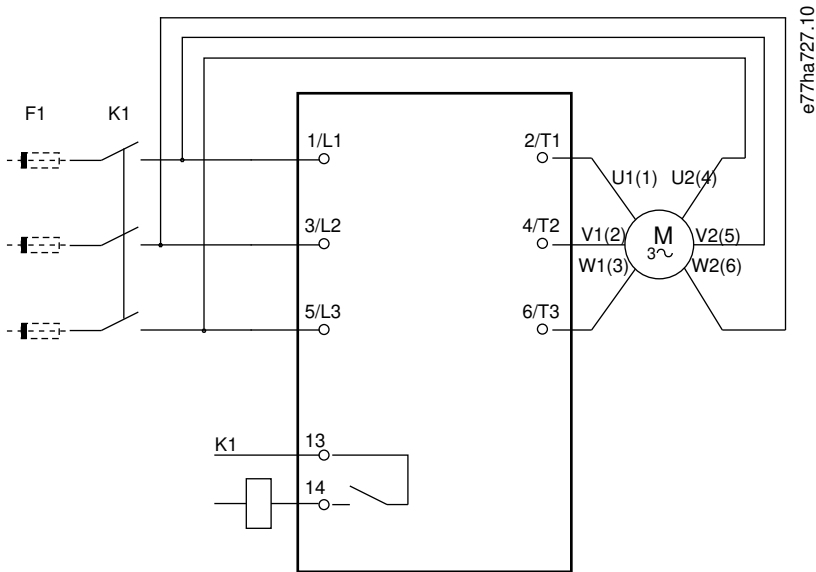 e77ha727.10
F1 K1
1/L1 2/T1
U1(1) U2(4)
3/L2 4/T2
V1(2) M V2(5)
3~
W1(3) W2(6)
5/L3 6/T3
K1 13
14